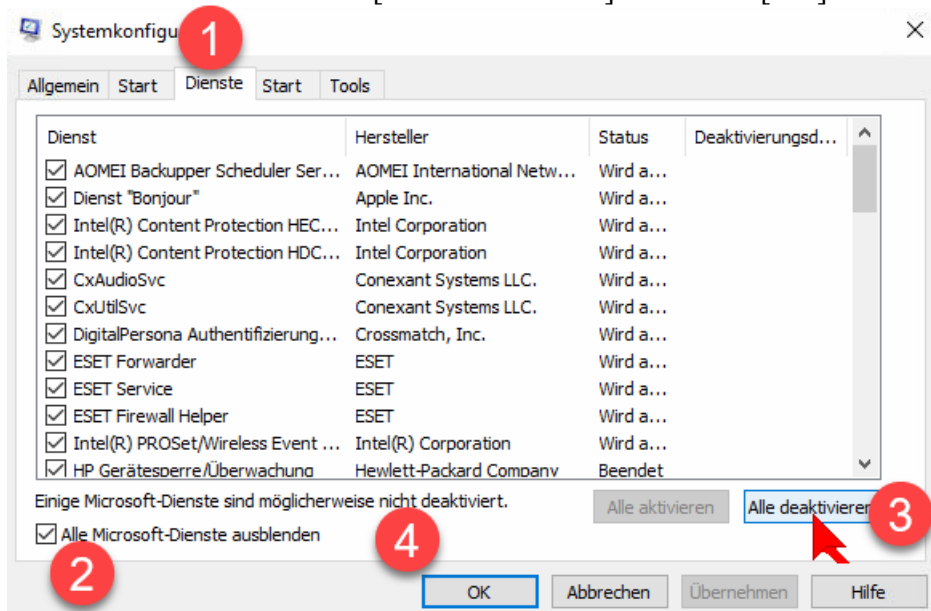 Systemkonfigu
1
Allgemein Start Dienste Start Tools
Dienst Hersteller Status Deaktivierungsd...
AOMEI Backupper Scheduler Ser... AOMEI International Netw... Wird a...
Dienst "Bonjour" Apple Inc. Wird a...
Intel(R) Content Protection HEC... Intel Corporation Wird a...
Intel(R) Content Protection HDC... Intel Corporation Wird a...
CxAudioSvc Conexant Systems LLC. Wird a...
CxUtilSvc Conexant Systems LLC. Wird a...
DigitalPersona Authentifizierung... Crossmatch, Inc. Wird a...
ESET Forwarder ESET Wird a...
ESET Service ESET Wird a...
ESET Firewall Helper ESET Wird a...
Intel(R) PROSet/Wireless Event ... Intel(R) Corporation Wird a...
HP Gerätesperre/Überwachung Hewlett-Packard Company Beendet
Einige Microsoft-Dienste sind möglicherweise nicht deaktiviert.
Alle aktivieren Alle deaktivieren 3
Alle Microsoft-Dienste ausblenden
4
2
OK Abbrechen Übernehmen Hilfe